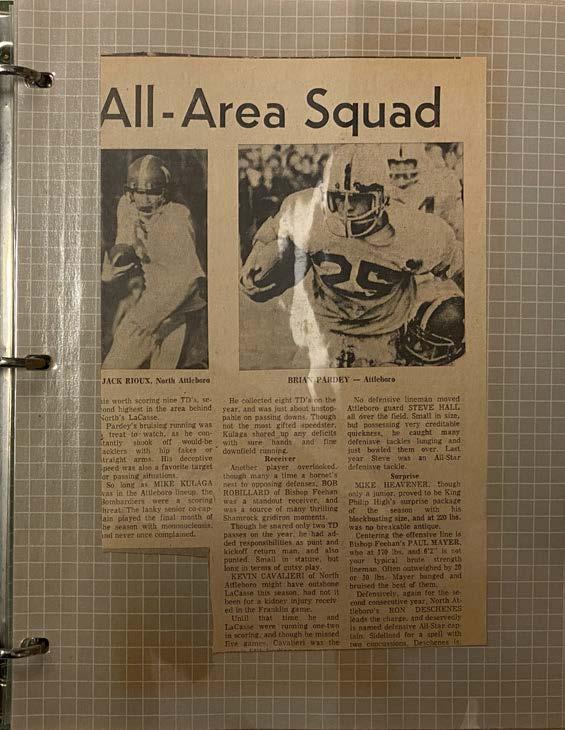 All-Area Squad
JACK RIOUX, North Attleboro
BRIAN PARDEY — Attleboro
worth scoring nine TD's, se-
ond highest in the area behind
North's LaCasse.
Pardey's bruising running was
a treat to watch, as he con-
stantly shook off would-be
tacklers with hip fakes or
straight arms. His deceptive
speed was also a favorite target
for passing situations.
So long as MIKE KULAGA
was in the Attleboro lineup, the
Bombardiers were a scoring
threat. The lanky senior co-cap-
tain played the final month of
the season with mononucleosis,
and never once complained.
He collected eight TD's on the
year, and was just about unstop-
pable on passing downs. Though
not the most gifted speedster,
Kulaga shored up any deficits
with sure hands and fine
downfield running.
Receiver
Another player overlooked,
though many a time a hornet's
nest to opposing defenses, BOB
ROBILLARD of Bishop Feehan
was a standout receiver, and
was a source of many thrilling
Shamrock gridiron moments.
Though he snared only two TD
passes on the year, he had ad-
ded responsibilities as punt and
kickoff return man, and also
punted. Small in stature, but
long in terms of gutsy play.
KEVIN CAVALIERI of North
Attleboro might have outshone
LaCasse this season, had not it
been for a kidney injury receiv-
ed in the Franklin game.
Until that time he and
LaCasse were running one-two
in scoring, and though he missed
five games, Cavalieri was the
No defensive lineman moved
Attleboro guard STEVE HALL
all over the field. Small in size,
but possessing very creditable
quickness, he caught many
defensive tackles lunging and
just bowled them over. Last
year Steve was an All-Star
defensive tackle.
Surprise
MIKE HEAVENER, though
only a junior, proved to be King
Philip High's surprise package
of the season with his
blockbusting size, and at 220 lbs.
was no breakable antique.
Centering the offensive line is
Bishop Feehan's PAUL MAYER,
who at 170 lbs. and 6'2" is not
your typical brute strength
lineman. Often outweighed by 20
or 30 lbs. Mayer banged and
bruised the best of them.
Defensively, again for the se-
cond consecutive year, North At-
tleboro's RON DESCHENES
leads the charge, and deservedly
is named defensive All-Star cap-
tain. Sidelined for a spell with
two concussions, Deschenes is